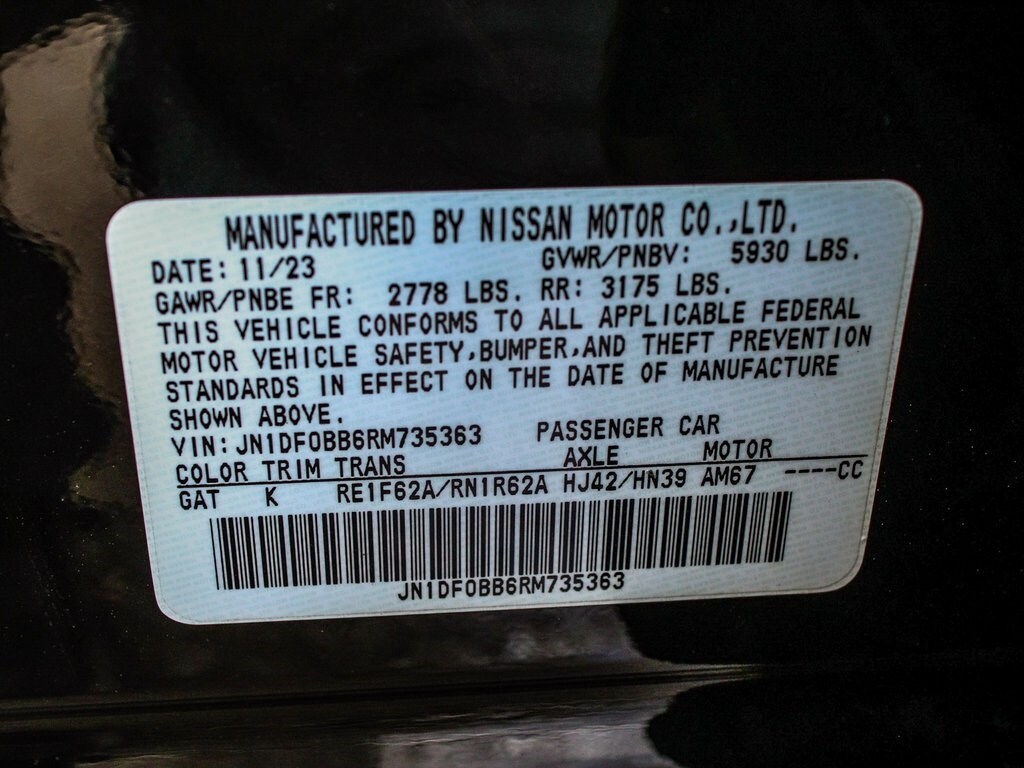 MANUFACTURED BY NISSAN MOTOR CO.,LTD.
DATE: 11/23 GVWR/PNBV: 5930 LBS.
GAWR/PNBE FR: 2778 LBS. RR: 3175 LBS.
THIS VEHICLE CONFORMS TO ALL APPLICABLE FEDERAL
MOTOR VEHICLE SAFETY,BUMPER,AND THEFT PREVENTION
STANDARDS IN EFFECT ON THE DATE OF MANUFACTURE
SHOWN ABOVE.
VIN: JN1DF0BB6RM735363 PASSENGER CAR
COLOR TRIM TRANS AXLE MOTOR
GAT K RE1F62A/RN1R62A HJ42/HN39 AM67 ----CC
JN1DF0BB6RM735363